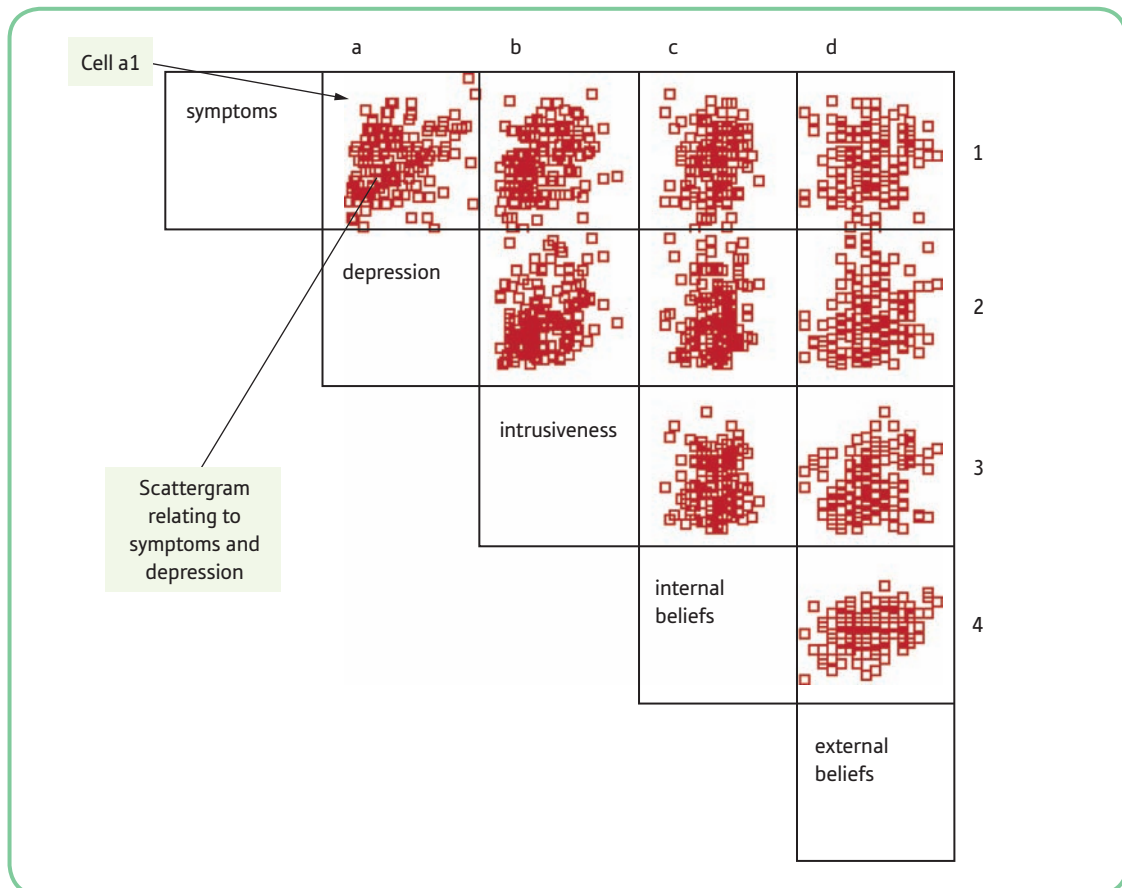 a b c d
Cell a1
symptoms
1
depression
2
intrusiveness
3
Scattergram
relating to
symptoms and
depression
internal
beliefs
4
external
beliefs